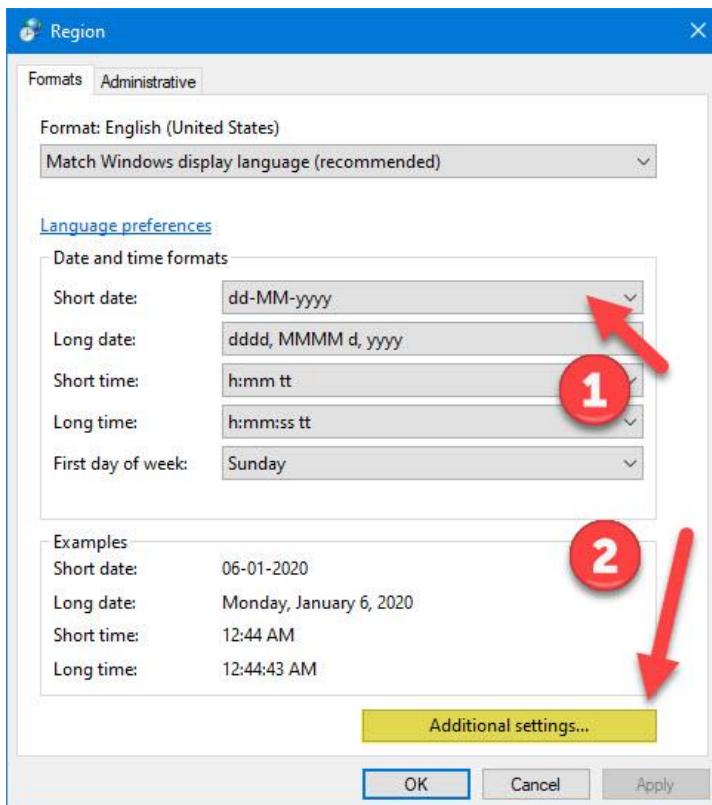 Region
Formats Administrative
Format: English (United States)
Match Windows display language (recommended)
Language preferences
Date and time formats
Short date: dd-MM-yyyy
Long date: dddd, MMMM d, yyyy
Short time: h:mm tt
1
Long time: h:mm:ss tt
First day of week: Sunday
Examples
2
Short date: 06-01-2020
Long date: Monday, January 6, 2020
Short time: 12:44 AM
Long time: 12:44:43 AM
Additional settings...
OK Cancel Apply